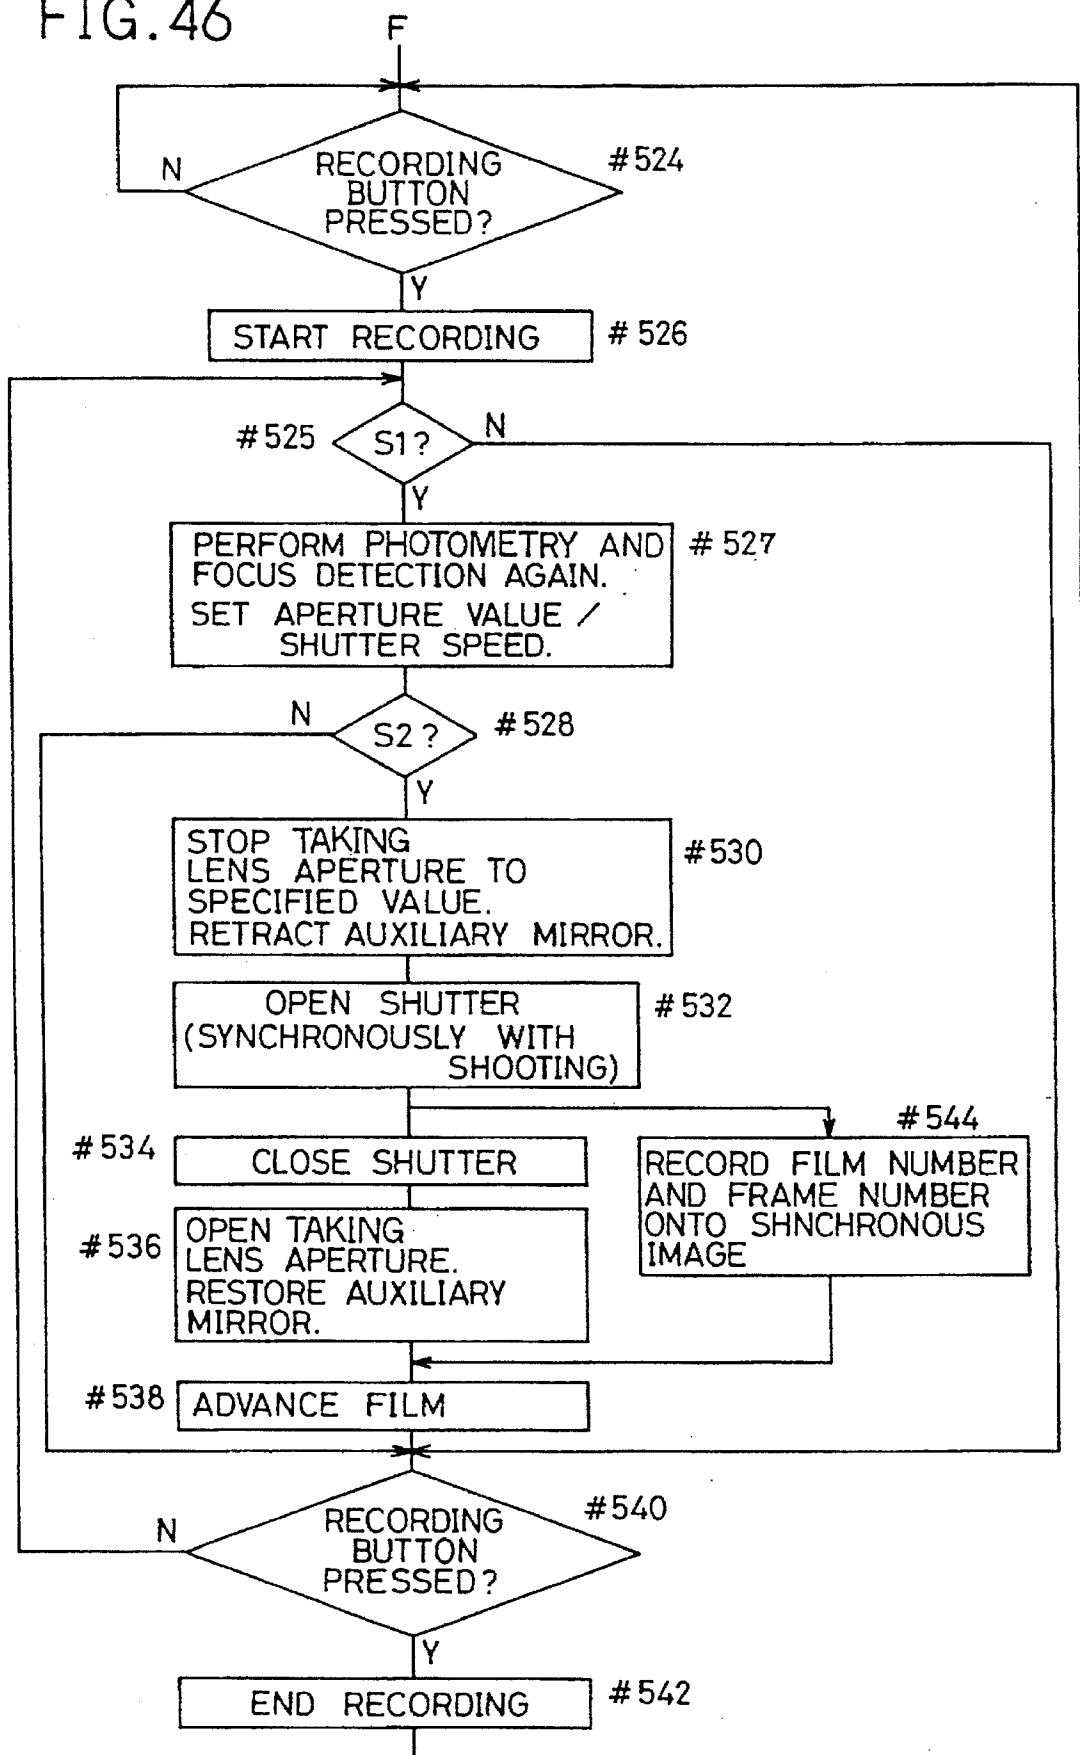 FIG. 46
F
N
RECORDING
BUTTON
PRESSED?
#524
Y
START RECORDING
#526
#525
S1?
N
Y
PERFORM PHOTOMETRY AND
FOCUS DETECTION AGAIN.
SET APERTURE VALUE /
SHUTTER SPEED.
#527
N
S2?
#528
Y
STOP TAKING
LENS APERTURE TO
SPECIFIED VALUE.
RETRACT AUXILIARY MIRROR.
#530
OPEN SHUTTER
(SYNCHRONOUSLY WITH
SHOOTING)
#532
#534
CLOSE SHUTTER
#544
RECORD FILM NUMBER
AND FRAME NUMBER
ONTO SHNCHRONOUS
IMAGE
#536
OPEN TAKING
LENS APERTURE.
RESTORE AUXILIARY
MIRROR.
#538
ADVANCE FILM
N
RECORDING
BUTTON
PRESSED?
#540
Y
END RECORDING
#542